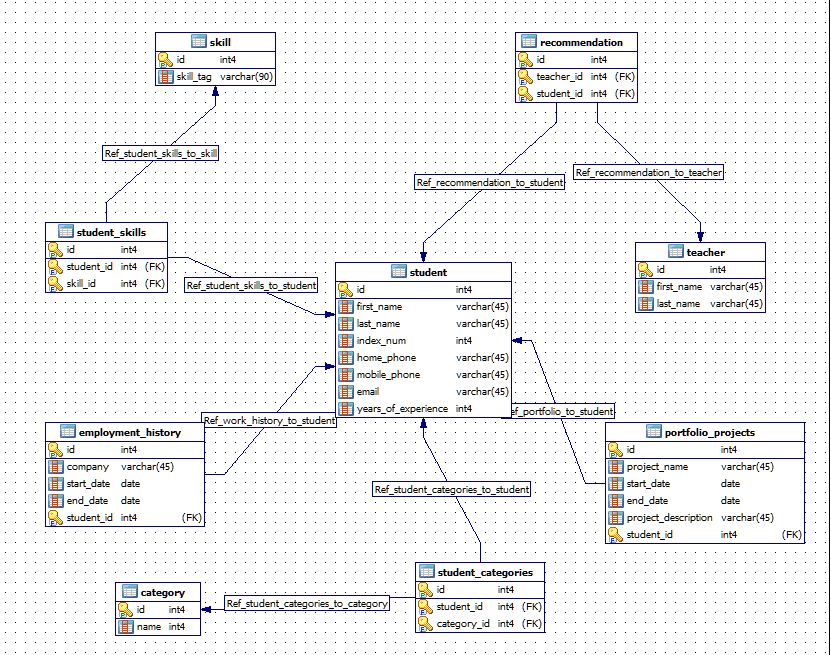 skill
id int4
skill_tag varchar(90)
recommendation
id int4
teacher_id int4 (FK)
student_id int4 (FK)
Ref_student_skills_to_skill
Ref_recommendation_to_student
Ref_recommendation_to_teacher
student_skills
id int4
student_id int4 (FK)
skill_id int4 (FK)
Ref_student_skills_to_student
teacher
id int4
first_name varchar(45)
last_name varchar(45)
student
id int4
first_name varchar(45)
last_name varchar(45)
index_num int4
home_phone varchar(45)
mobile_phone varchar(45)
email varchar(45)
years_of_experience int4
Ref_work_history_to_student
ef_portfolio_to_student
employment_history
id int4
company varchar(45)
start_date date
end_date date
student_id int4 (FK)
portfolio_projects
id int4
project_name varchar(45)
start_date date
end_date date
project_description varchar(45)
student_id int4 (FK)
Ref_student_categories_to_student
student_categories
id int4
student_id int4 (FK)
category_id int4 (FK)
Ref_student_categories_to_category
category
id int4
name int4